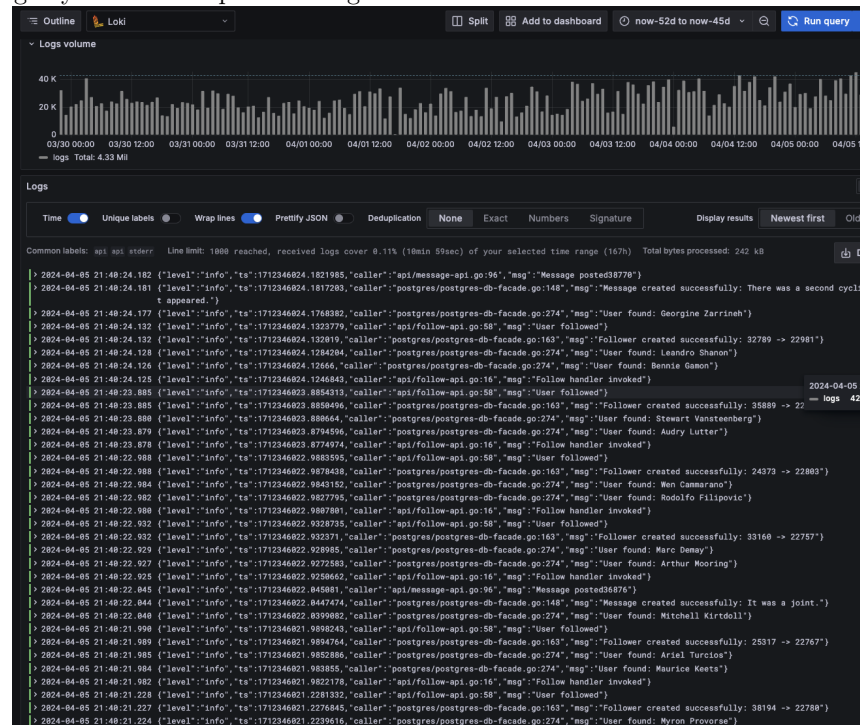 Outline Loki Split Add to dashboard now-52d to now-45d Run query
Logs volume
40 K
20 K
0
03/30 00:00 03/30 12:00 03/31 00:00 03/31 12:00 04/01 00:00 04/01 12:00 04/02 00:00 04/02 12:00 04/03 00:00 04/03 12:00 04/04 00:00 04/04 12:00 04/05 00:00 04/05
logs Total: 4.33 Mil
Logs
Time Unique labels Wrap lines Prettify JSON Deduplication None Exact Numbers Signature Display results Newest first Old
Common labels: api api stderr Line limit: 1000 reached, received logs cover 0.11% (10min 59sec) of your selected time range (167h) Total bytes processed: 242 kB
> 2024-04-05 21:40:24.182 {"level":"info","ts":1712346024.1821985,"caller":"api/message-api.go:96","msg":"Message posted38770"}
> 2024-04-05 21:40:24.181 {"level":"info","ts":1712346024.1817203,"caller":"postgres/postgres-db-facade.go:148","msg":"Message created successfully: There was a second cycli
t appeared."}
> 2024-04-05 21:40:24.177 {"level":"info","ts":1712346024.1768382,"caller":"postgres/postgres-db-facade.go:274","msg":"User found: Georgine Zarrineh"}
> 2024-04-05 21:40:24.132 {"level":"info","ts":1712346024.1323779,"caller":"api/follow-api.go:58","msg":"User followed"}
> 2024-04-05 21:40:24.132 {"level":"info","ts":1712346024.132019,"caller":"postgres/postgres-db-facade.go:163","msg":"Follower created successfully: 32789 -> 22981"}
> 2024-04-05 21:40:24.128 {"level":"info","ts":1712346024.1284204,"caller":"postgres/postgres-db-facade.go:274","msg":"User found: Leandro Shanon"}
> 2024-04-05 21:40:24.126 {"level":"info","ts":1712346024.12666,"caller":"postgres/postgres-db-facade.go:274","msg":"User found: Bennie Gamon"}
> 2024-04-05 21:40:24.125 {"level":"info","ts":1712346024.1246843,"caller":"api/follow-api.go:16","msg":"Follow handler invoked"}
2024-04-05
> 2024-04-05 21:40:23.885 {"level":"info","ts":1712346023.8854313,"caller":"api/follow-api.go:58","msg":"User followed"}
logs 42
> 2024-04-05 21:40:23.885 {"level":"info","ts":1712346023.8850496,"caller":"postgres/postgres-db-facade.go:163","msg":"Follower created successfully: 35889 -> 22
> 2024-04-05 21:40:23.880 {"level":"info","ts":1712346023.880664,"caller":"postgres/postgres-db-facade.go:274","msg":"User found: Stewart Vansteenberg"}
> 2024-04-05 21:40:23.879 {"level":"info","ts":1712346023.8794596,"caller":"postgres/postgres-db-facade.go:274","msg":"User found: Audry Lutter"}
> 2024-04-05 21:40:23.878 {"level":"info","ts":1712346023.8774974,"caller":"api/follow-api.go:16","msg":"Follow handler invoked"}
> 2024-04-05 21:40:22.988 {"level":"info","ts":1712346022.9883595,"caller":"api/follow-api.go:58","msg":"User followed"}
> 2024-04-05 21:40:22.988 {"level":"info","ts":1712346022.9878438,"caller":"postgres/postgres-db-facade.go:163","msg":"Follower created successfully: 24373 -> 22803"}
> 2024-04-05 21:40:22.984 {"level":"info","ts":1712346022.9843152,"caller":"postgres/postgres-db-facade.go:274","msg":"User found: Wen Cammarano"}
> 2024-04-05 21:40:22.982 {"level":"info","ts":1712346022.9827795,"caller":"postgres/postgres-db-facade.go:274","msg":"User found: Rodolfo Filipovic"}
> 2024-04-05 21:40:22.980 {"level":"info","ts":1712346022.9807801,"caller":"api/follow-api.go:16","msg":"Follow handler invoked"}
> 2024-04-05 21:40:22.932 {"level":"info","ts":1712346022.9328735,"caller":"api/follow-api.go:58","msg":"User followed"}
> 2024-04-05 21:40:22.932 {"level":"info","ts":1712346022.932371,"caller":"postgres/postgres-db-facade.go:163","msg":"Follower created successfully: 33160 -> 22757"}
> 2024-04-05 21:40:22.929 {"level":"info","ts":1712346022.928985,"caller":"postgres/postgres-db-facade.go:274","msg":"User found: Marc Demay"}
> 2024-04-05 21:40:22.927 {"level":"info","ts":1712346022.9272583,"caller":"postgres/postgres-db-facade.go:274","msg":"User found: Arthur Mooring"}
> 2024-04-05 21:40:22.925 {"level":"info","ts":1712346022.9250662,"caller":"api/follow-api.go:16","msg":"Follow handler invoked"}
> 2024-04-05 21:40:22.045 {"level":"info","ts":1712346022.045081,"caller":"api/message-api.go:96","msg":"Message posted36876"}
> 2024-04-05 21:40:22.044 {"level":"info","ts":1712346022.0447474,"caller":"postgres/postgres-db-facade.go:148","msg":"Message created successfully: It was a joint."}
> 2024-04-05 21:40:22.040 {"level":"info","ts":1712346022.0399082,"caller":"postgres/postgres-db-facade.go:274","msg":"User found: Mitchell Kirtdoll"}
> 2024-04-05 21:40:21.990 {"level":"info","ts":1712346021.9898243,"caller":"api/follow-api.go:58","msg":"User followed"}
> 2024-04-05 21:40:21.989 {"level":"info","ts":1712346021.9894764,"caller":"postgres/postgres-db-facade.go:163","msg":"Follower created successfully: 25317 -> 22767"}
> 2024-04-05 21:40:21.985 {"level":"info","ts":1712346021.9852886,"caller":"postgres/postgres-db-facade.go:274","msg":"User found: Ariel Turcios"}
> 2024-04-05 21:40:21.984 {"level":"info","ts":1712346021.983855,"caller":"postgres/postgres-db-facade.go:274","msg":"User found: Maurice Keets"}
> 2024-04-05 21:40:21.982 {"level":"info","ts":1712346021.9822178,"caller":"api/follow-api.go:16","msg":"Follow handler invoked"}
> 2024-04-05 21:40:21.228 {"level":"info","ts":1712346021.2281332,"caller":"api/follow-api.go:58","msg":"User followed"}
> 2024-04-05 21:40:21.227 {"level":"info","ts":1712346021.2276845,"caller":"postgres/postgres-db-facade.go:163","msg":"Follower created successfully: 38194 -> 22780"}
> 2024-04-05 21:40:21.224 {"level":"info","ts":1712346021.2239616,"caller":"postgres/postgres-db-facade.go:274","msg":"User found: Myron Provorse"}